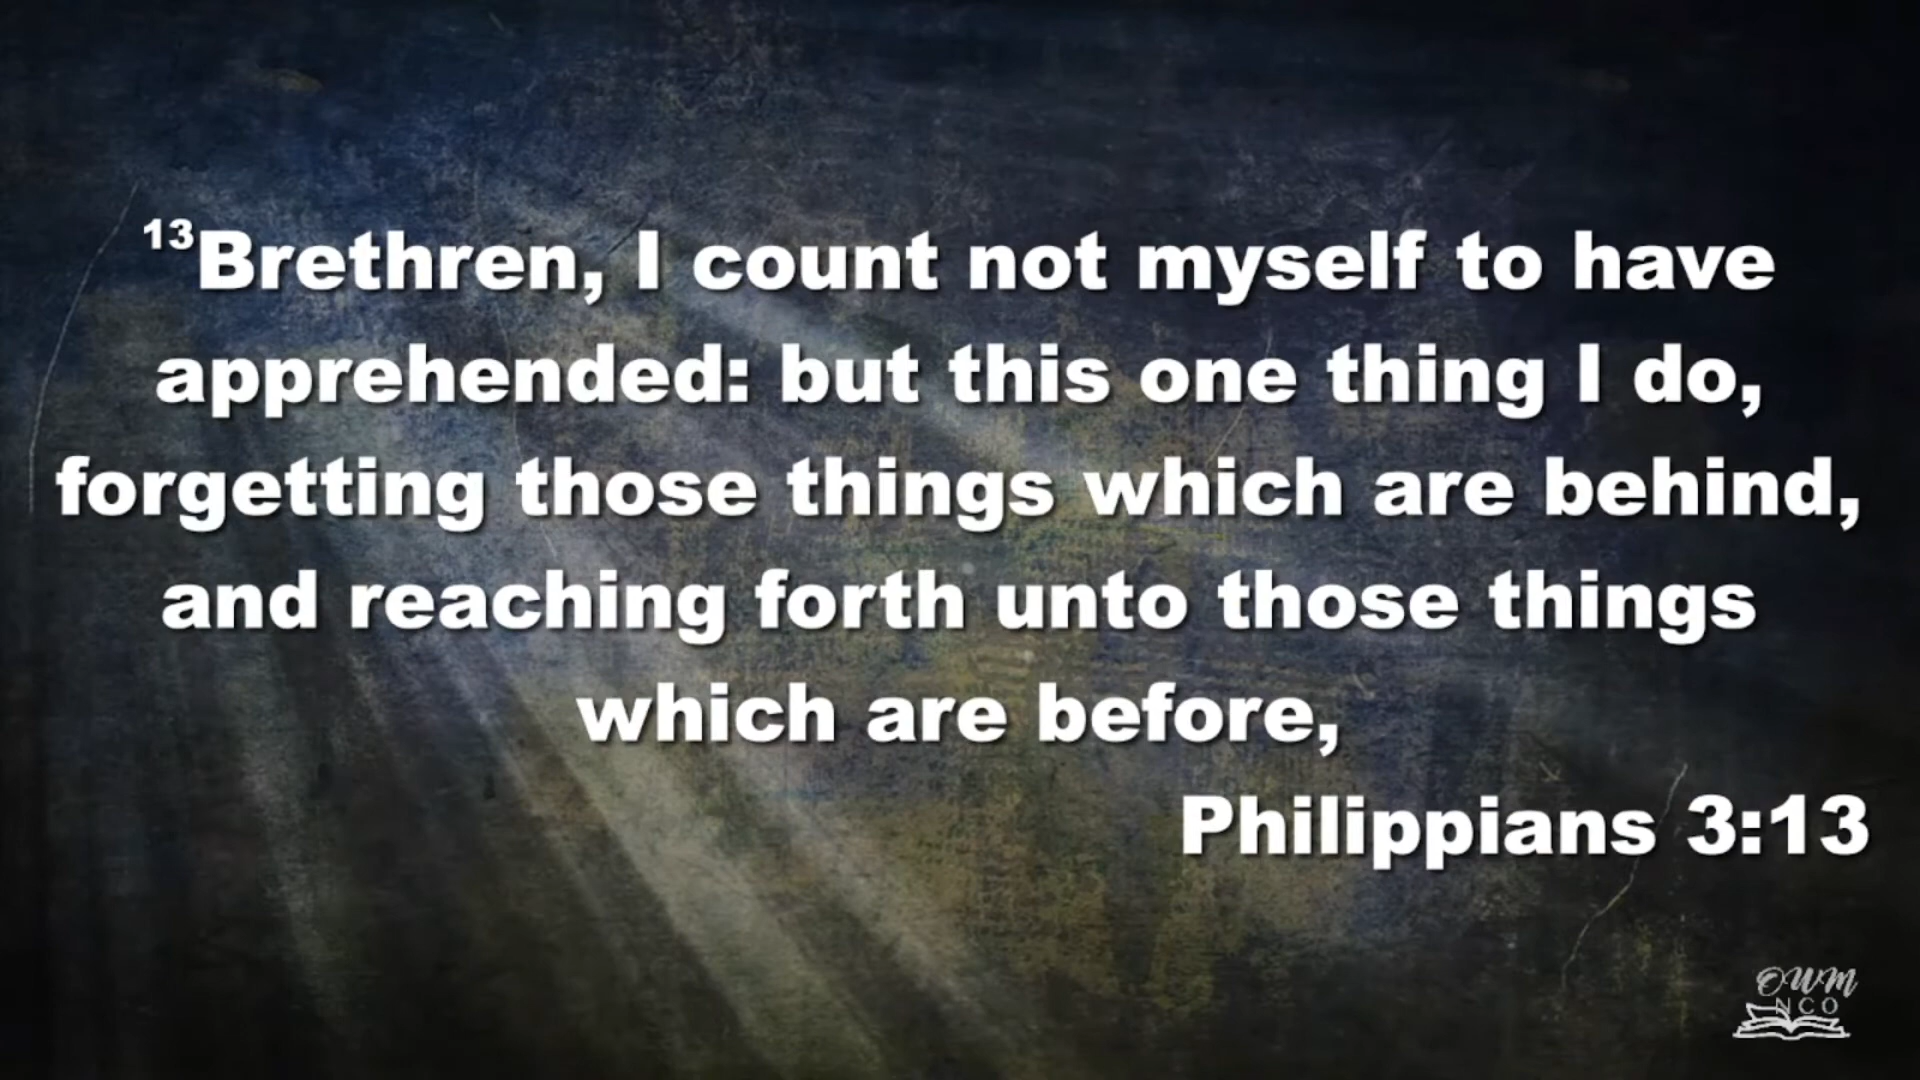 13Brethren, I count not myself to have
apprehended: but this one thing I do,
forgetting those things which are behind,
and reaching forth unto those things
which are before,
Philippians 3:13
OWM
NCO